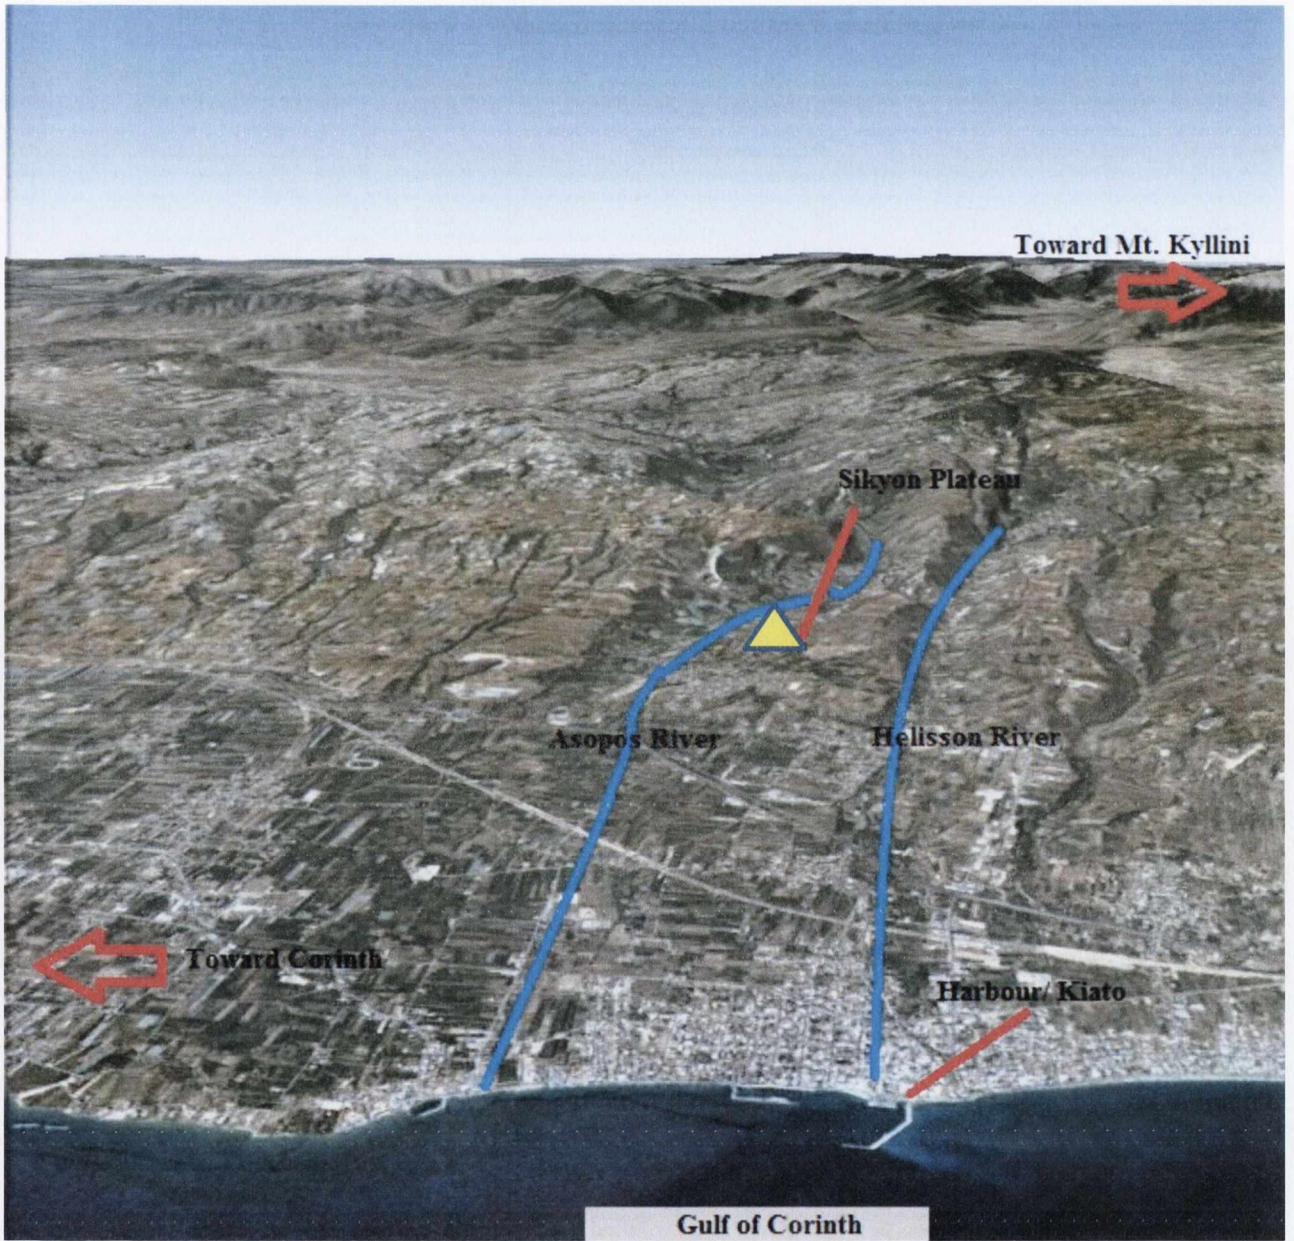 Toward Mt. Kyllini
Sikyon Plateau
Asopos River
Helisson River
Toward Corinth
Harbour/ Kiato
Gulf of Corinth